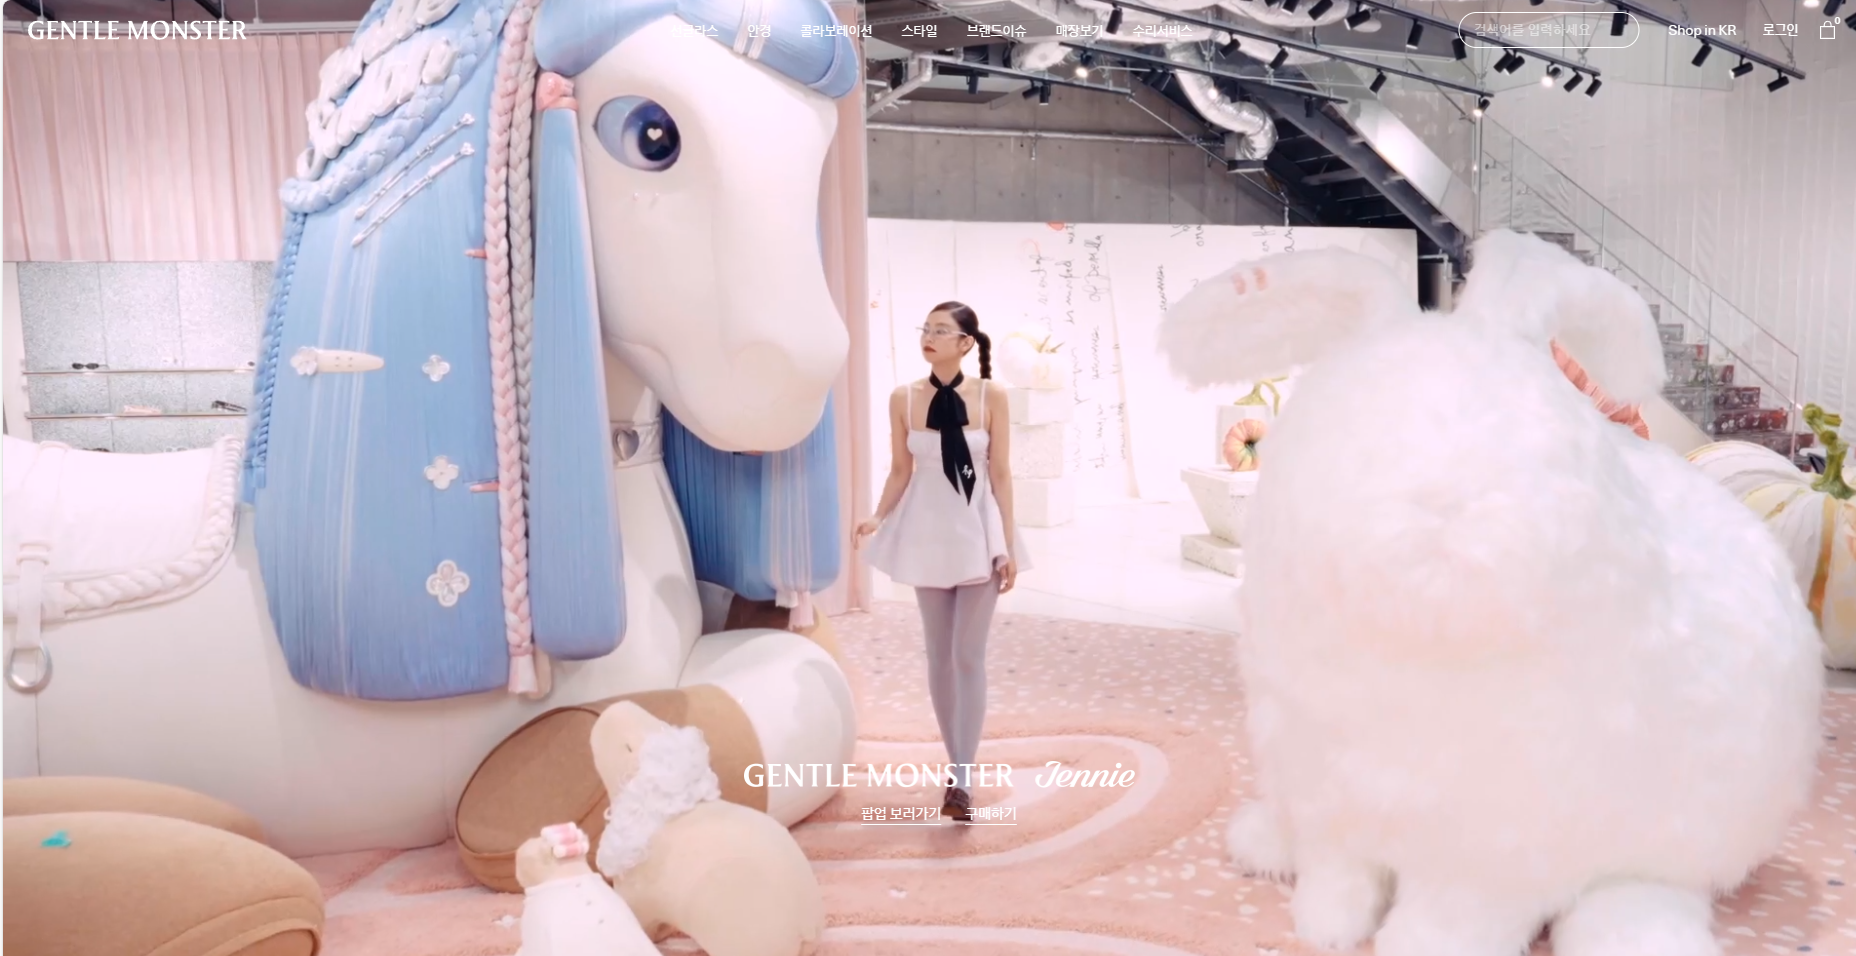 GENTLE MONSTER
선글라스 안경 콜라보레이션 스타일 브랜드이슈 매장보기 수리서비스
검색어를 입력하세요 Shop in KR 로그인 0
GENTLE MONSTER Jennie
팝업 보러가기 구매하기